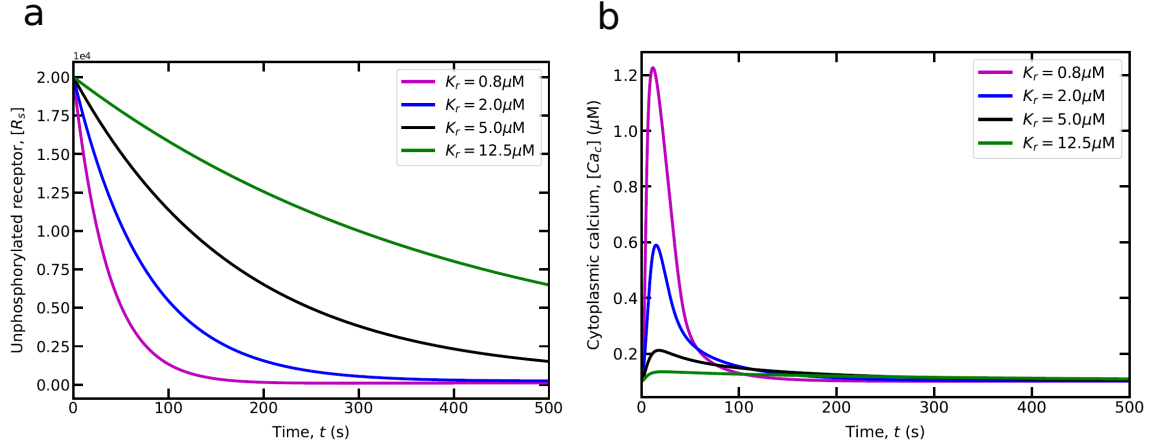 a
1e4
Unphosphorylated receptor, [R_s]
2.00
1.75
1.50
1.25
1.00
0.75
0.50
0.25
0.00
K_r = 0.8μM
K_r = 2.0μM
K_r = 5.0μM
K_r = 12.5μM
0 100 200 300 400 500
Time, t (s)
b
Cytoplasmic calcium, [Ca_c] (μM)
1.2
1.0
0.8
0.6
0.4
0.2
K_r = 0.8μM
K_r = 2.0μM
K_r = 5.0μM
K_r = 12.5μM
0 100 200 300 400 500
Time, t (s)